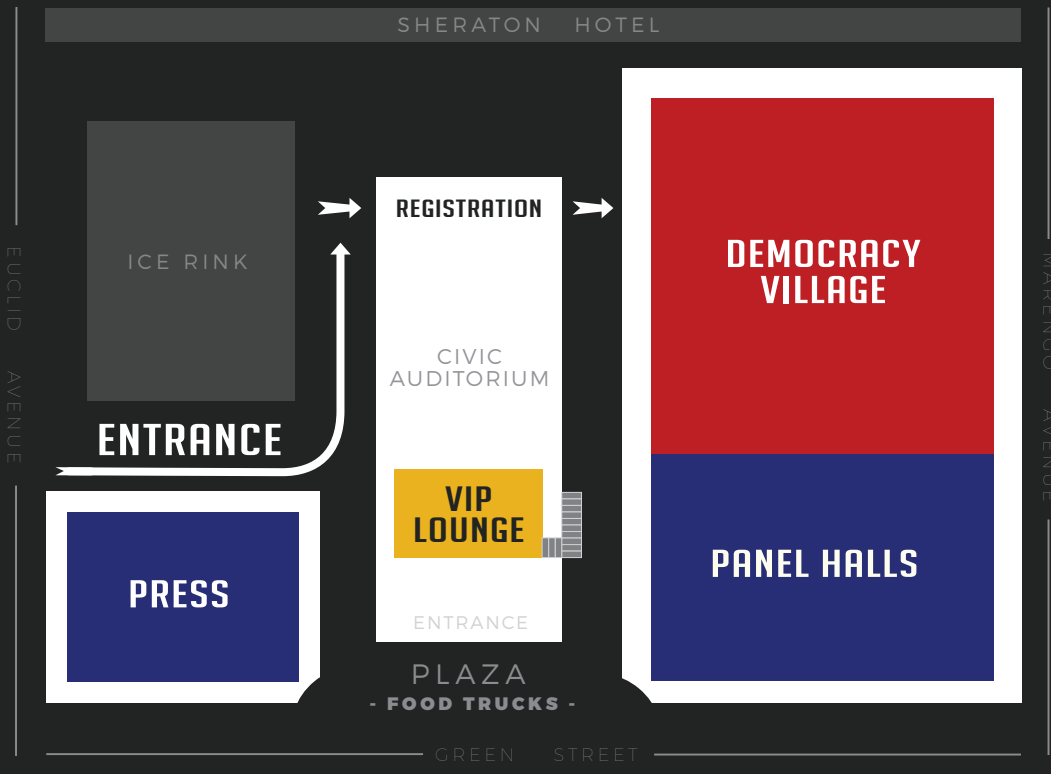 SHERATON HOTEL
REGISTRATION
ICE RINK
DEMOCRACY
VILLAGE
EUCLID AVENUE
MARENGO AVENUE
CIVIC
AUDITORIUM
ENTRANCE
VIP
LOUNGE
PRESS
PANEL HALLS
ENTRANCE
PLAZA
- FOOD TRUCKS -
GREEN STREET